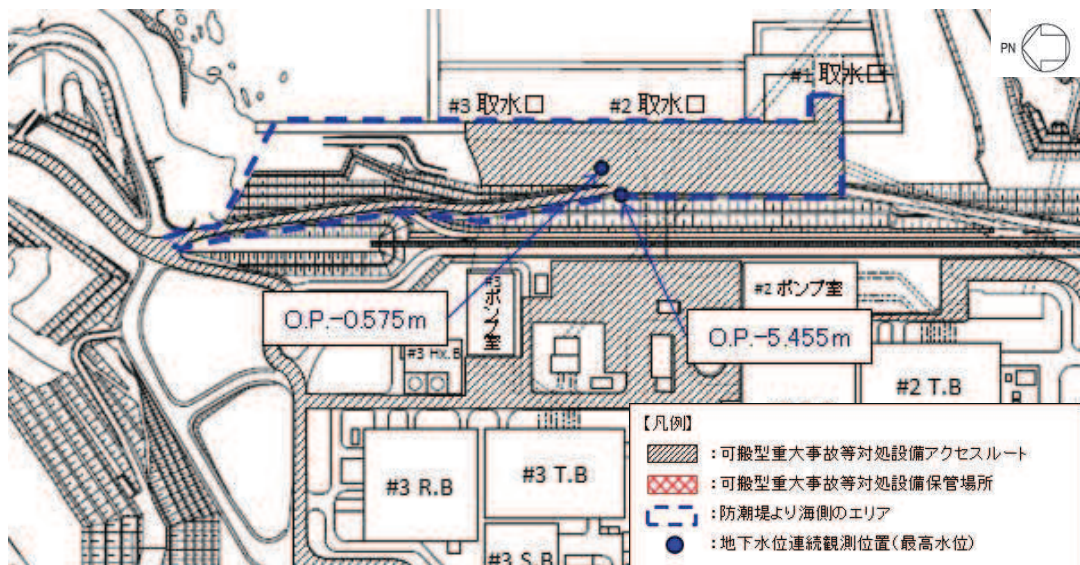 PN
#1 取水口
#3 取水口
#2 取水口
#3 ポンプ室
#2 ポンプ室
O.P.-0.575m
O.P.-5.455m
#3 Hx.B
#2 T.B
#3 R.B
#3 T.B
#3 S.B
【凡例】
：可搬型重大事故等対処設備アクセスルート
：可搬型重大事故等対処設備保管場所
：防潮堤より海側のエリア
：地下水位連続観測位置(最高水位)